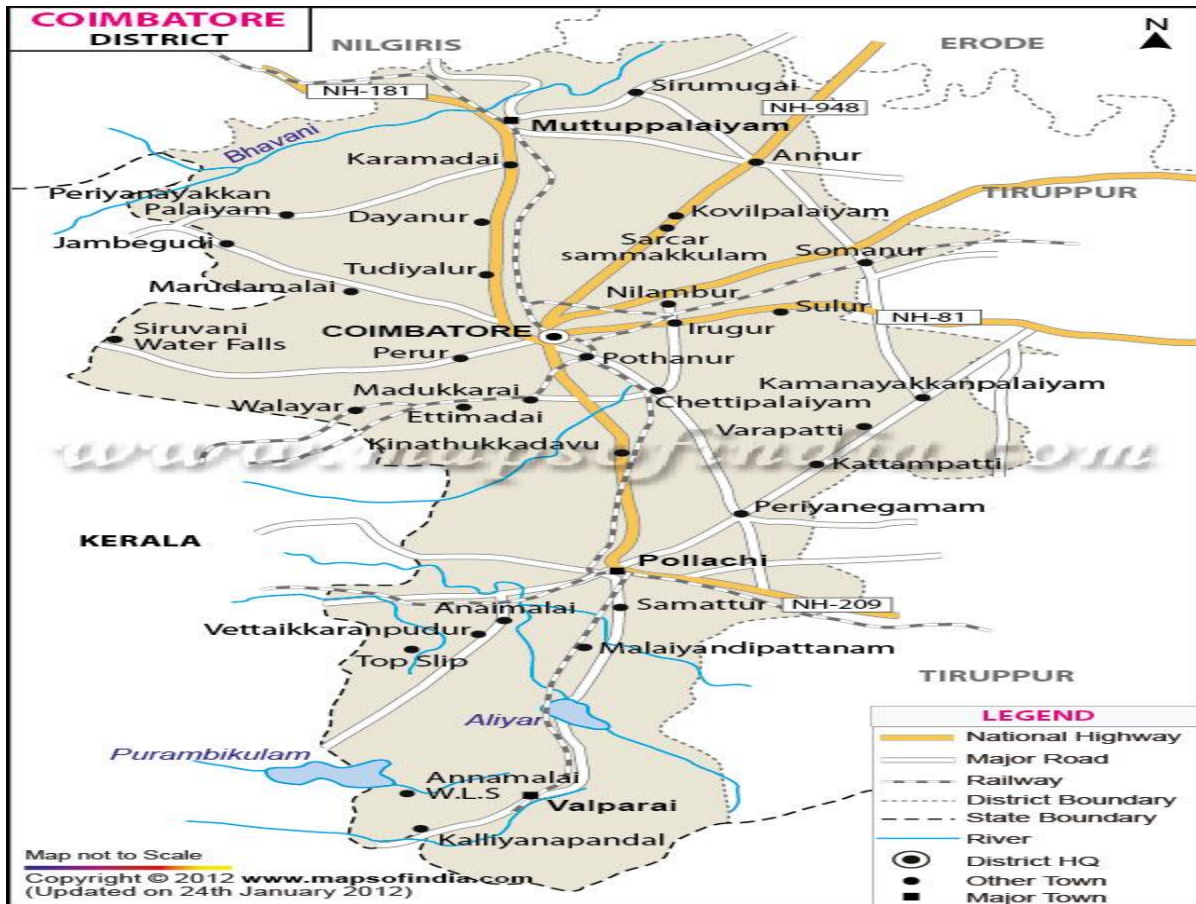 COIMBATORE
DISTRICT
NILGIRIS
ERODE
N
NH-181
Sirumugai
NH-948
Muttuppalaiyam
Bhavani
Karamadai
Annur
Periyanayakkan
Palaiyam
TIRUPPUR
Dayanur
Kovilpalaiyam
Jambegudi
Sarcar
sammakkulam
Somanur
Tudiyalur
Marudamalai
Nilambur
Sulur
Siruvani
Water Falls
COIMBATORE
Irugur
NH-81
Perur
Pothanur
Madukkarai
Kamanayakkanpalaiyam
Walayar
Ettimadai
Chettipalaiyam
Varapatti
Kinathukkadavu
www.mapsofindia.com
Kattampatti
Periyanegamam
KERALA
Pollachi
Anaimalai
Samattur
NH-209
Vettaikkaranpudur
Top Slip
Malaiyandipattanam
TIRUPPUR
Aliyar
Purambikulam
Annamalai
W.L.S
Valparai
Kalliyanapandal
LEGEND
National Highway
Major Road
Railway
District Boundary
State Boundary
River
District HQ
Other Town
Major Town
Map not to Scale
Copyright © 2012 www.mapsofindia.com
(Updated on 24th January 2012)